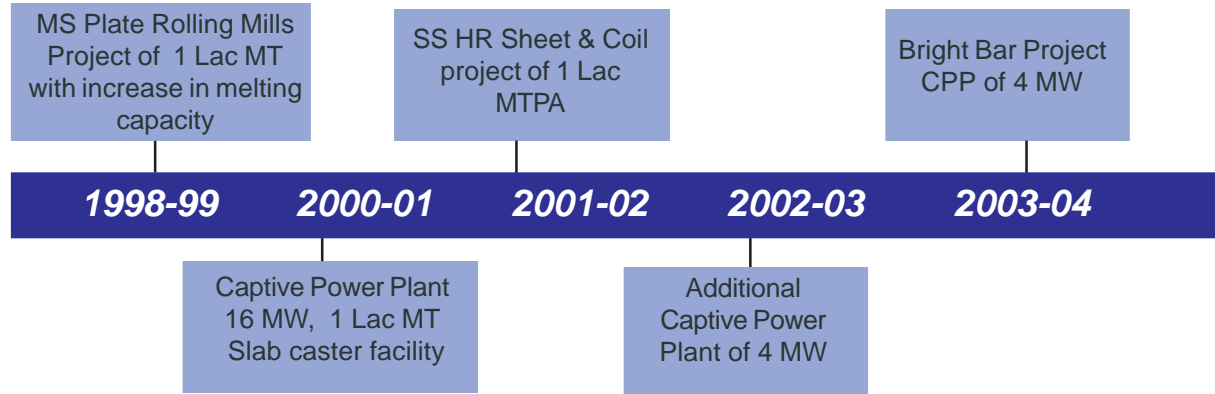 MS Plate Rolling Mills
Project of 1 Lac MT
with increase in melting
capacity
SS HR Sheet & Coil
project of 1 Lac
MTPA
Bright Bar Project
CPP of 4 MW
1998-99 2000-01 2001-02 2002-03 2003-04
Captive Power Plant
16 MW, 1 Lac MT
Slab caster facility
Additional
Captive Power
Plant of 4 MW